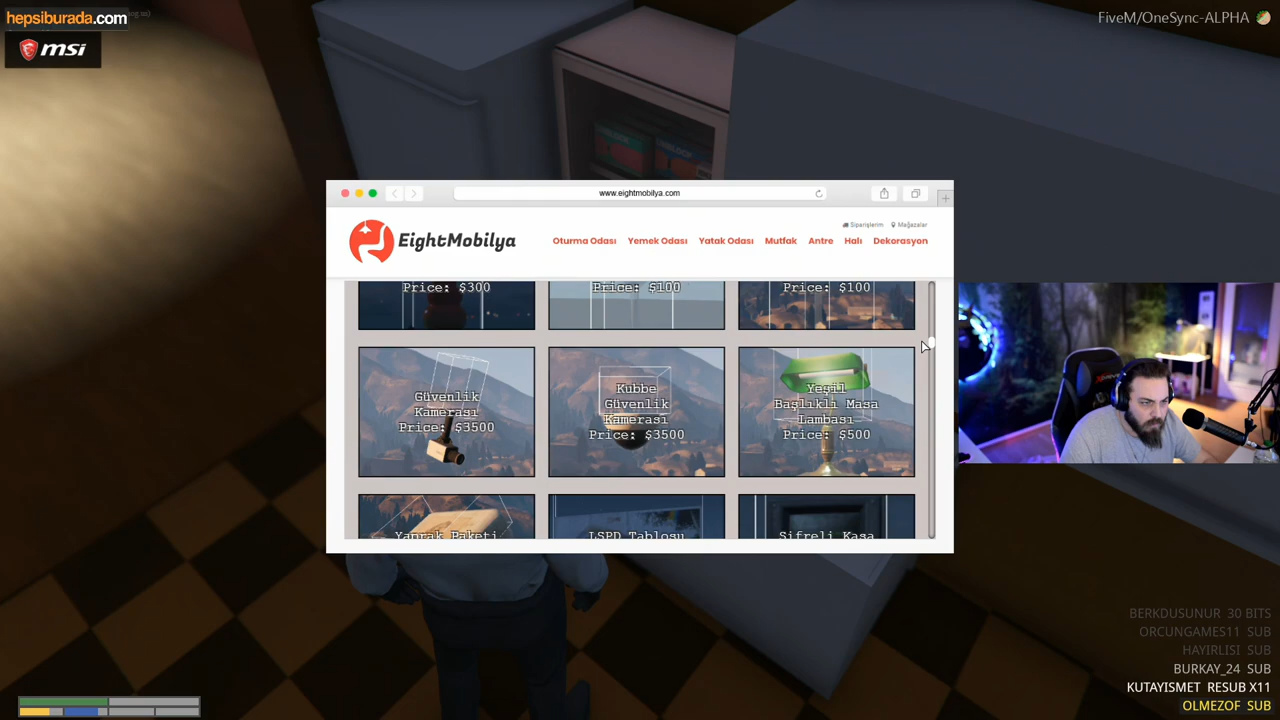 hepsiburada.com
FiveM/OneSync-ALPHA
msi
www.eightmobilya.com
Siparişlerim Mağazalar
EightMobilya
Oturma Odası Yemek Odası Yatak Odası Mutfak Antre Halı Dekorasyon
Price: $300
Price: $100
Price: $100
Güvenlik
Kamerası
Price: $3500
Kubbe
Güvenlik
Kamerası
Price: $3500
Yeşil
Başlıklı Masa
Lambası
Price: $500
Yaprak Paketi
LSPD Tablosu
Şifreli Kasa
BERKDUSUNUR 30 BITS
ORCUNGAMES11 SUB
HAYIRLISI SUB
BURKAY_24 SUB
KUTAYISMET RESUB X11
OLMEZOF SUB